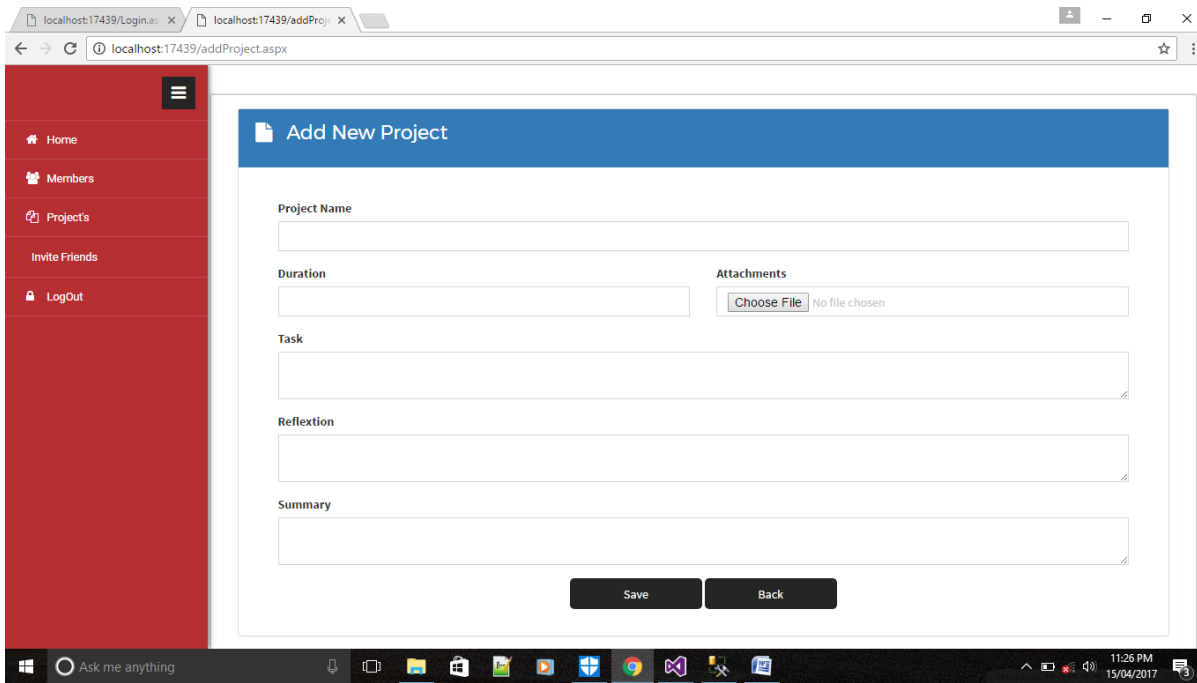 localhost:17439/Login.as
localhost:17439/addProje
localhost:17439/addProject.aspx
Add New Project
Home
Members
Project's
Invite Friends
LogOut
Project Name
Duration
Attachments
Choose File No file chosen
Task
Reflextion
Summary
Save
Back
Ask me anything
11:26 PM
15/04/2017
3